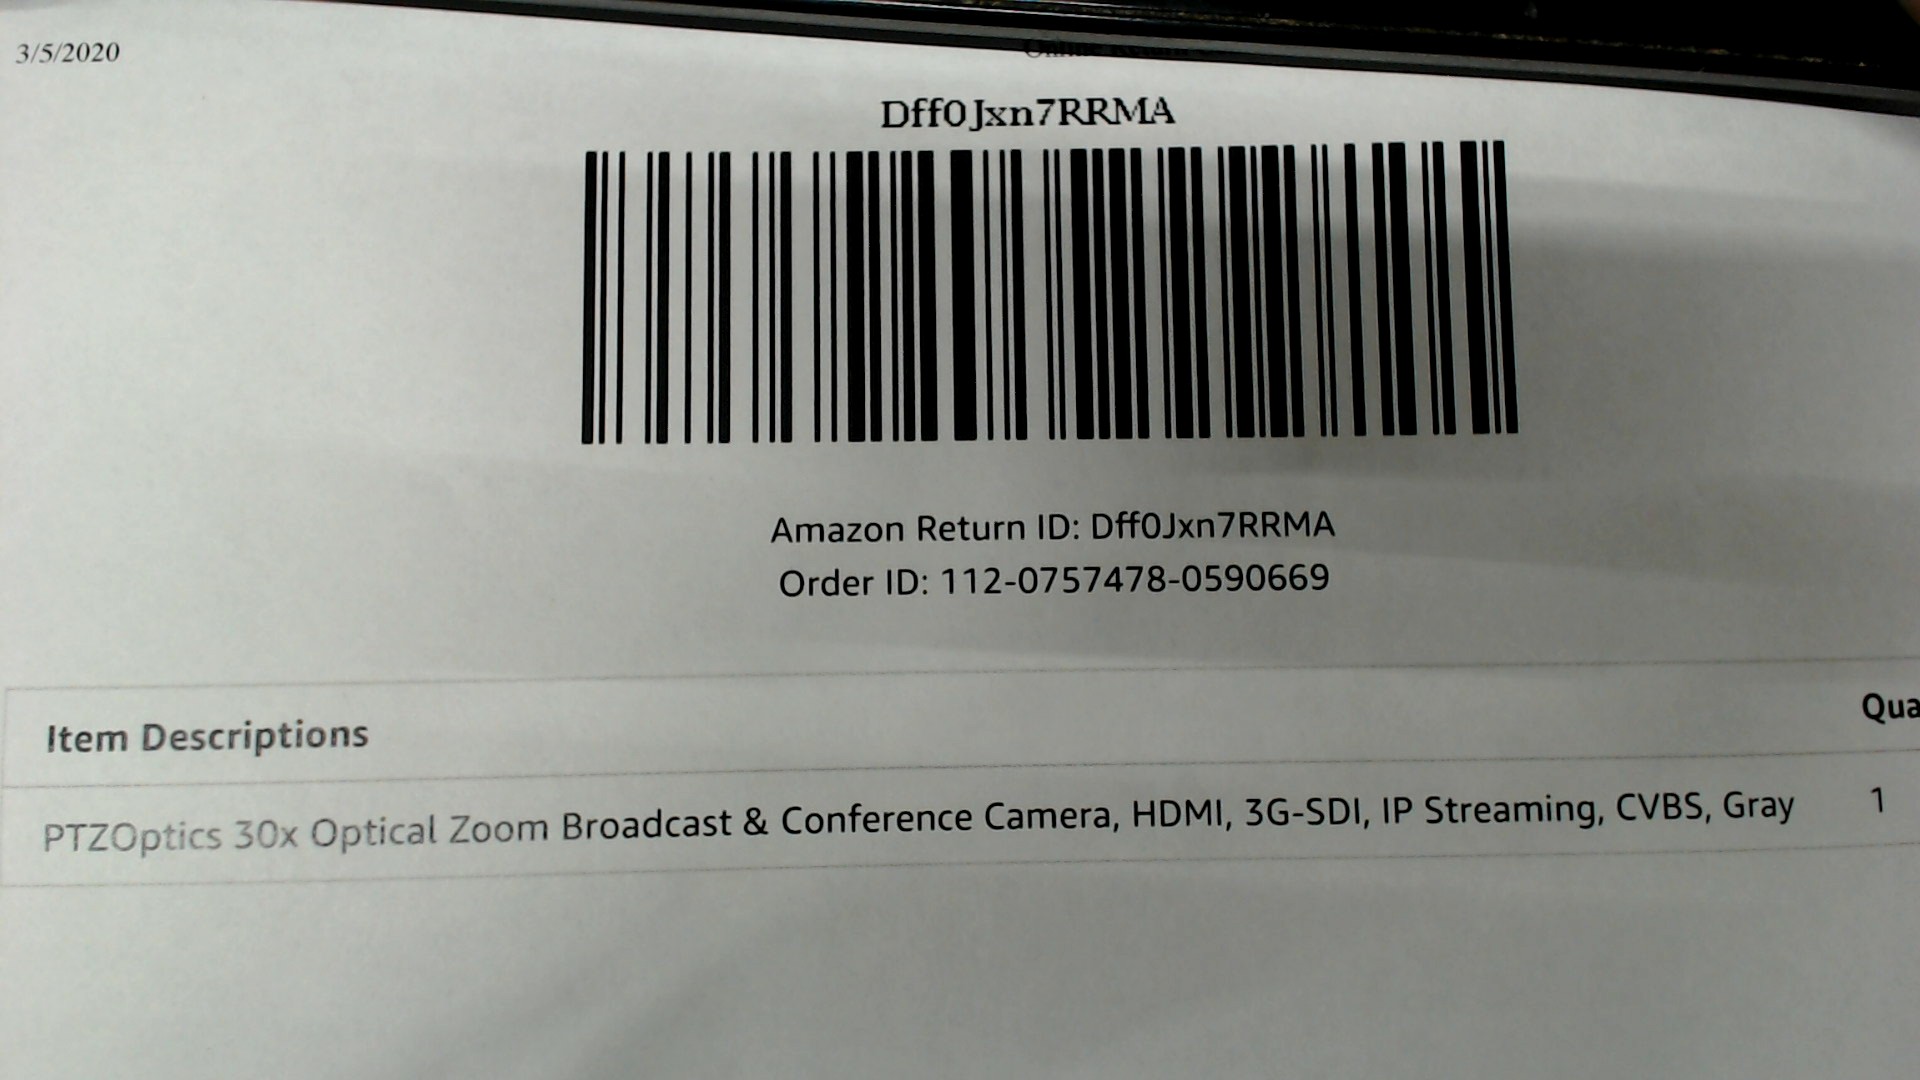 3/5/2020
Dff0Jxn7RRMA
Amazon Return ID: Dff0Jxn7RRMA
Order ID: 112-0757478-0590669
Item Descriptions Qua
PTZOptics 30x Optical Zoom Broadcast & Conference Camera, HDMI, 3G-SDI, IP Streaming, CVBS, Gray 1